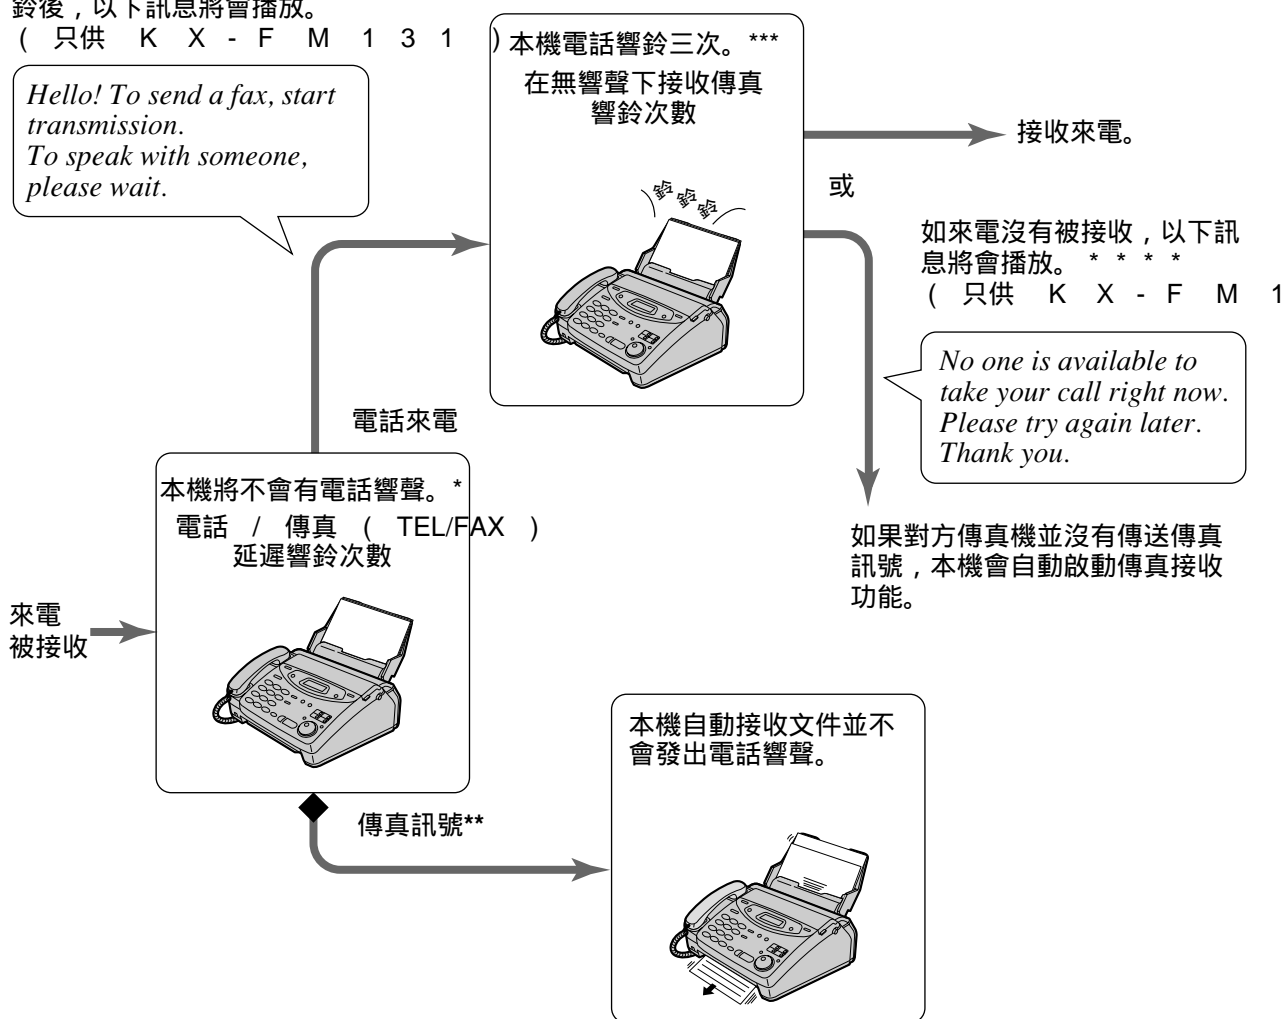 鈴後，以下訊息將會播放。
( 只供 K X - F M 1 3 1 )
Hello! To send a fax, start
transmission.
To speak with someone,
please wait.
本機電話響鈴三次。***
在無響聲下接收傳真
響鈴次數
鈴 鈴 鈴
接收來電。
或
如來電沒有被接收，以下訊
息將會播放。 * * * *
( 只供 K X - F M 1
No one is available to
take your call right now.
Please try again later.
Thank you.
如果對方傳真機並沒有傳送傳真
訊號，本機會自動啟動傳真接收
功能。
電話來電
本機將不會有電話響聲。*
電話 / 傳真 ( TEL/FAX )
延遲響鈴次數
來電
被接收
傳真訊號**
本機自動接收文件並不
會發出電話響聲。